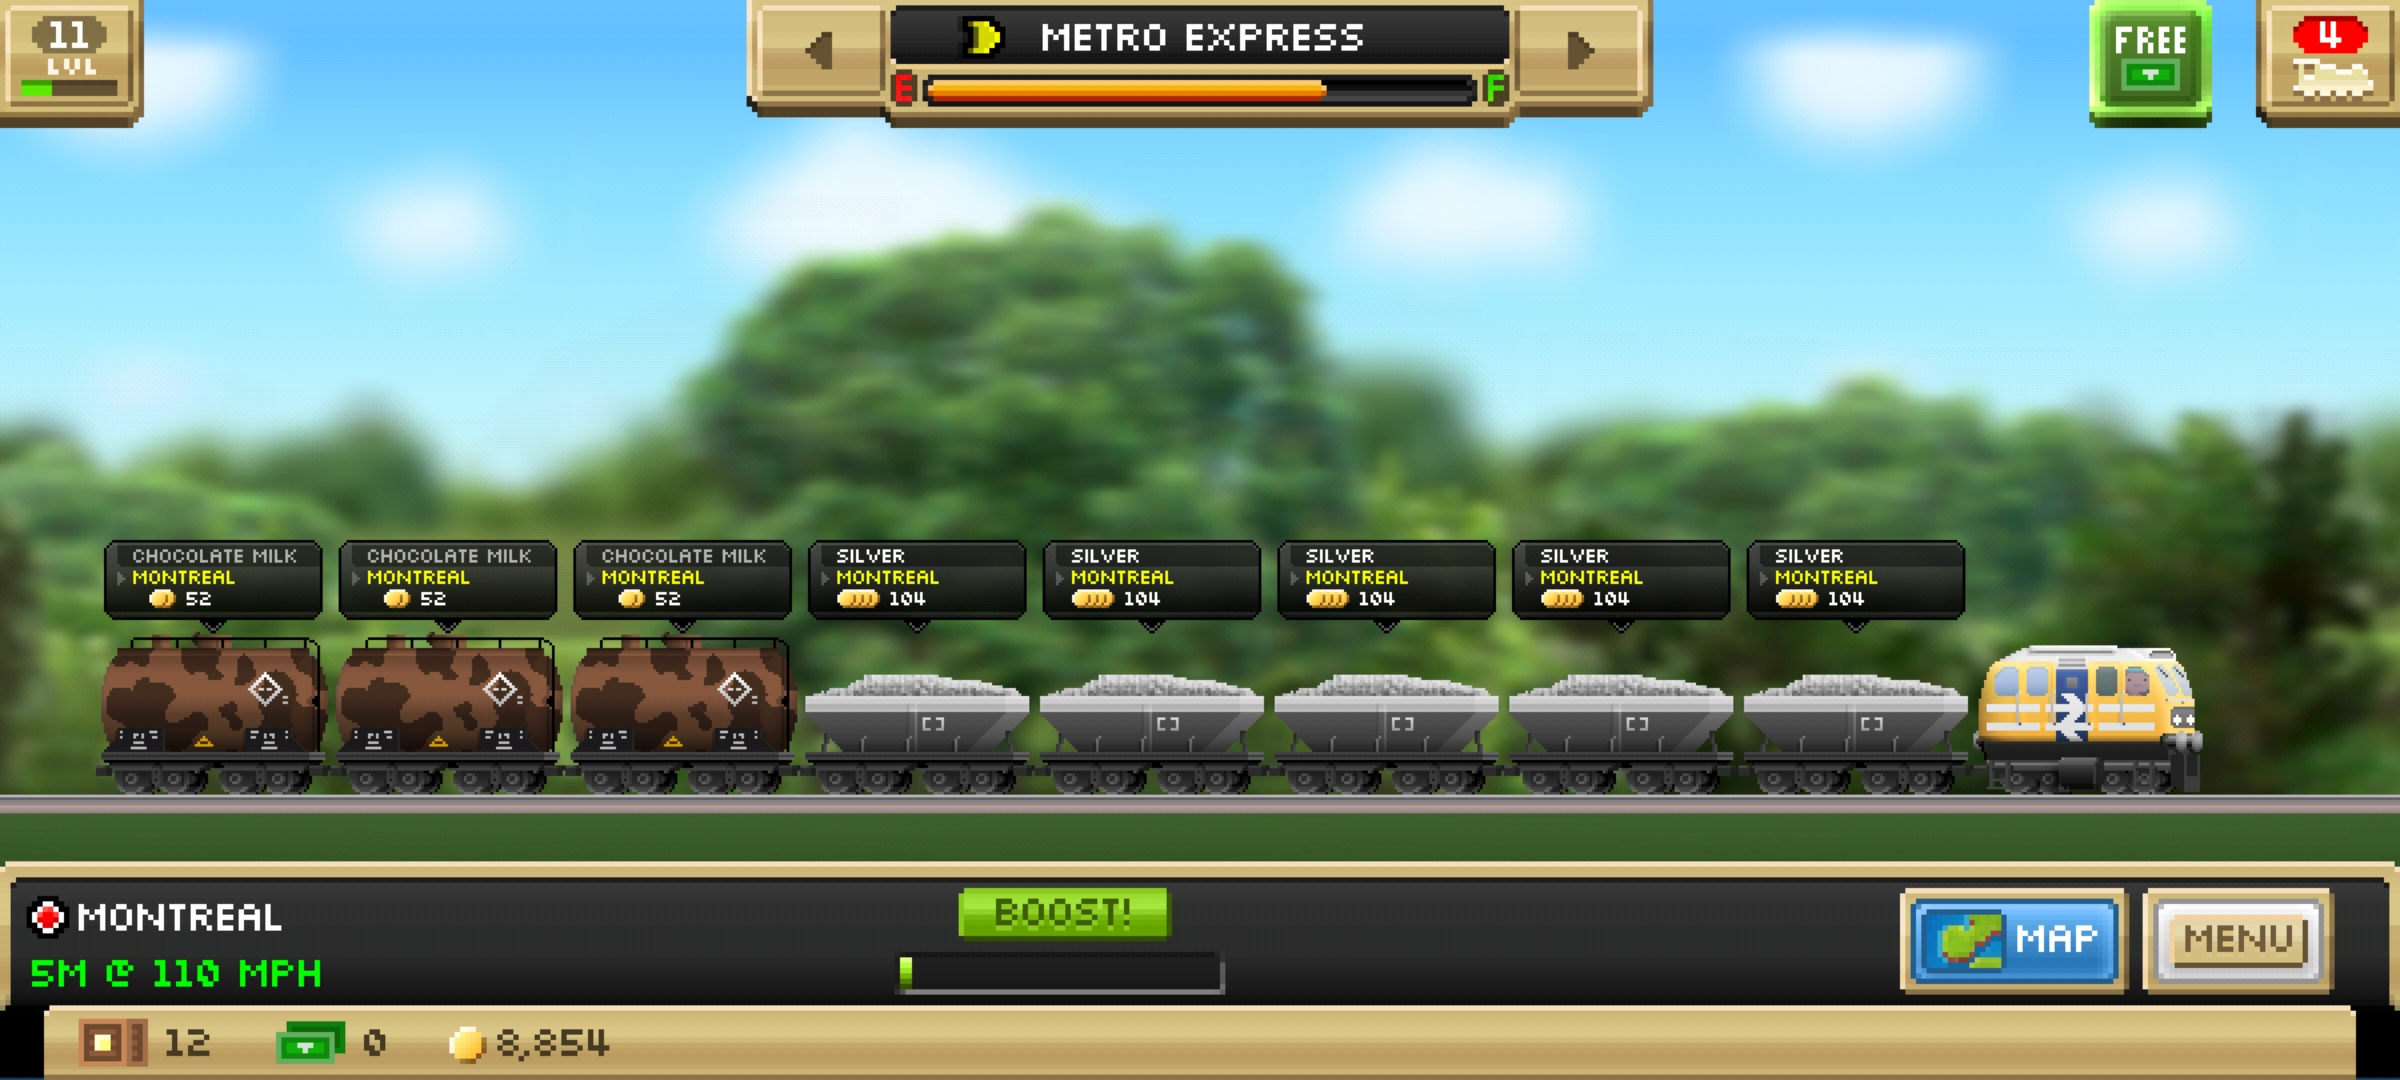 11
LVL
METRO EXPRESS
E
F
FREE
4
CHOCOLATE MILK
MONTREAL
52
CHOCOLATE MILK
MONTREAL
52
CHOCOLATE MILK
MONTREAL
52
SILVER
MONTREAL
104
SILVER
MONTREAL
104
SILVER
MONTREAL
104
SILVER
MONTREAL
104
SILVER
MONTREAL
104
MONTREAL
5M @ 110 MPH
BOOST!
MAP
MENU
12
0
8,854